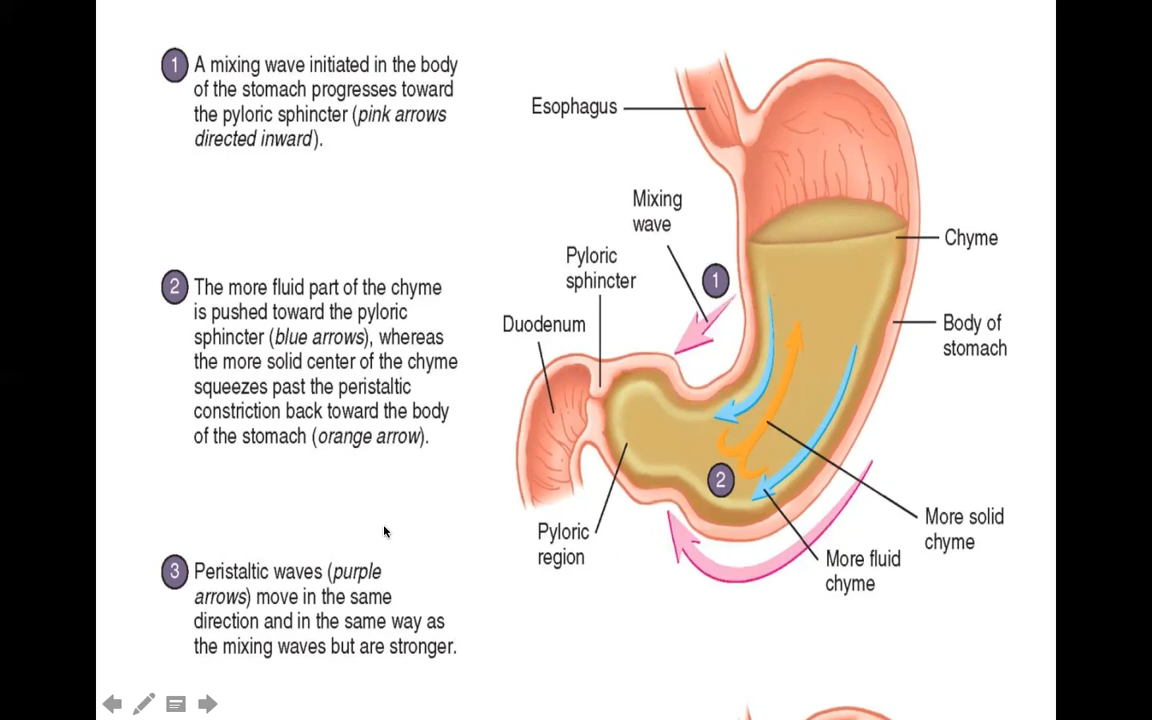 1 A mixing wave initiated in the body
of the stomach progresses toward
the pyloric sphincter (pink arrows
directed inward).
2 The more fluid part of the chyme
is pushed toward the pyloric
sphincter (blue arrows), whereas
the more solid center of the chyme
squeezes past the peristaltic
constriction back toward the body
of the stomach (orange arrow).
3 Peristaltic waves (purple
arrows) move in the same
direction and in the same way as
the mixing waves but are stronger.
Esophagus
Mixing
wave
Pyloric
sphincter
1
Duodenum
Chyme
Body of
stomach
2
Pyloric
region
More solid
chyme
More fluid
chyme